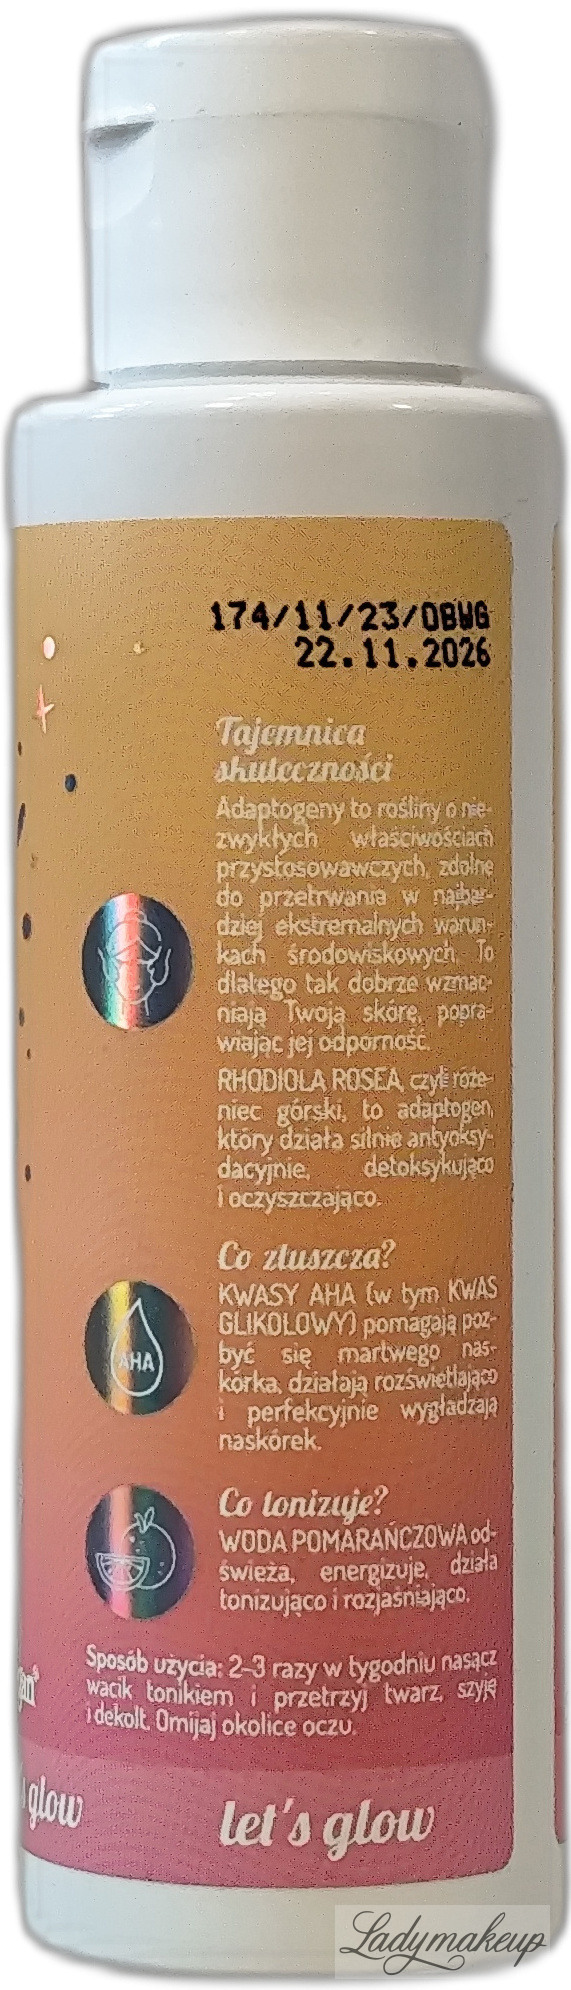 174/11/23/OBWG
22.11.2026
Tajemnica
skuteczności
Adaptogeny to rośliny o nie-
zwykłych właściwościach
przystosowawczych, zdolne
do przetrwania w najbar-
dziej ekstremalnych warun-
kach środowiskowych. To
dlatego tak dobrze wzmac-
niają Twoją skórę, popra-
wiając jej odporność.
RHODIOLA ROSEA, czyli róże-
niec górski, to adaptogen,
który działa silnie antyoksy-
dacyjnie, detoksykująco
i oczyszczająco.
Co złuszcza?
KWASY AHA (w tym KWAS
GLIKOLOWY) pomagają poz-
być się martwego nas-
kórka, działają rozświetlająco
i perfekcyjnie wygładzają
naskórek.
AHA
Co tonizuje?
WODA POMARAŃCZOWA od-
świeża, energizuje, działa
tonizująco i rozjaśniająco.
Sposób użycia: 2-3 razy w tygodniu nasącz
wacik tonikiem i przetrzyj twarz, szyję
i dekolt. Omijaj okolice oczu.
glow
let's glow
Ladymakeup